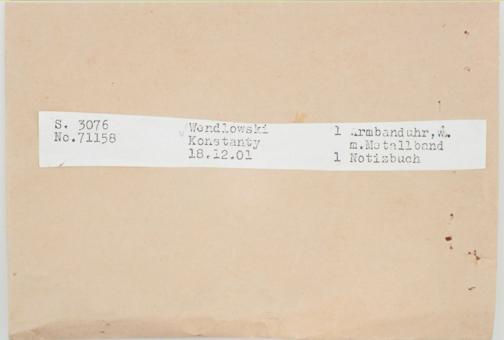 S. 3076
No.71158
Wendlowski
Konstanty
18.12.01
1 Armbanduhr,w.
m.Metallband
1 Notizbuch